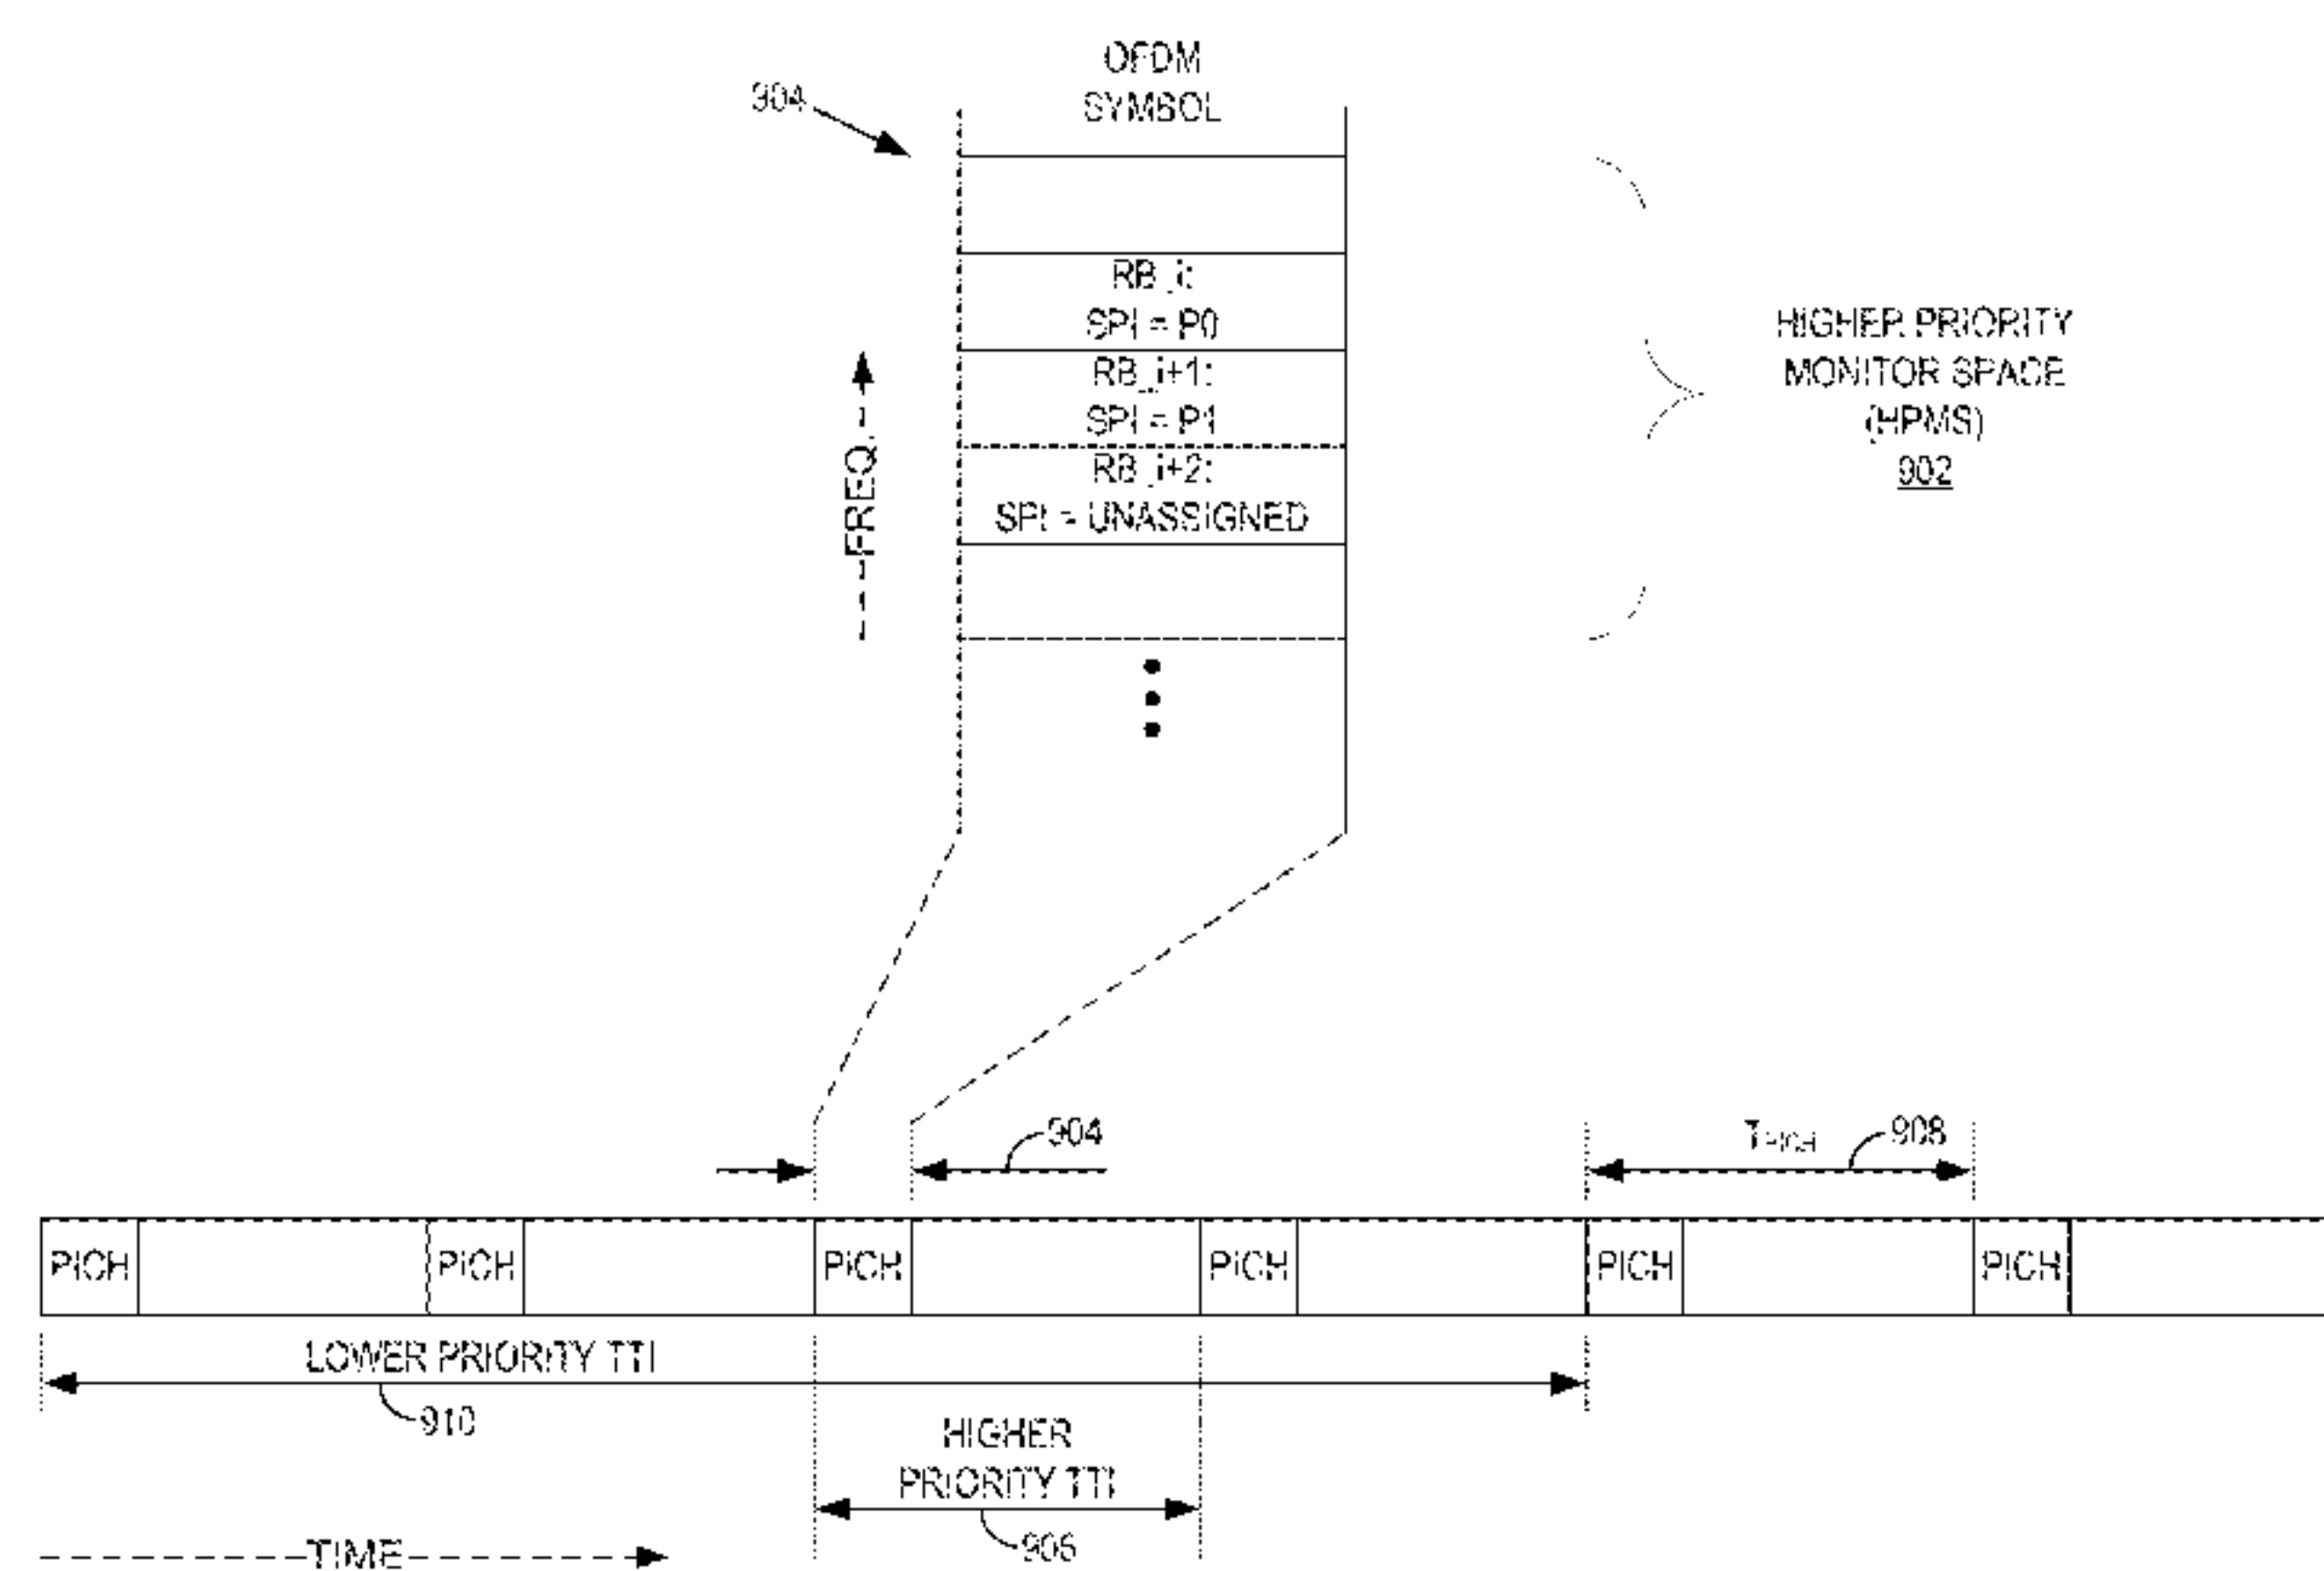 OFDM
SYMBOL
904
RB_i:
SPI = P0
RB_i+1:
SPI = P1
RB_i+2:
SPI = UNASSIGNED
FREQ.
HIGHER PRIORITY
MONITOR SPACE
(HPMS)
902
904
TPICH
908
PICH PICH PICH PICH PICH PICH
LOWER PRIORITY TTI
910
HIGHER
PRIORITY TTI
906
TIME